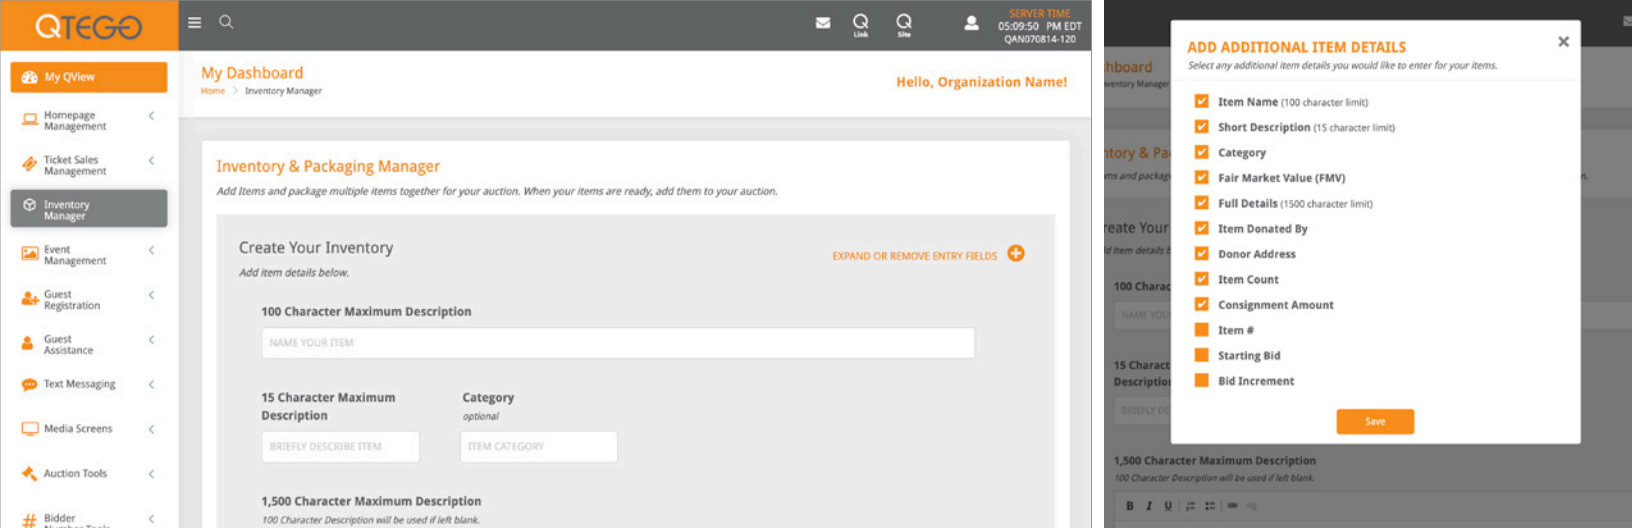 QTEGO
SERVER TIME
05:09:50 PM EDT
QAN070814-120
Link
Site
My QView
Homepage
Management
Ticket Sales
Management
Inventory
Manager
Event
Management
Guest
Registration
Guest
Assistance
Text Messaging
Media Screens
Auction Tools
Bidder
My Dashboard
Home > Inventory Manager
Hello, Organization Name!
Inventory & Packaging Manager
Add Items and package multiple items together for your auction. When your items are ready, add them to your auction.
Create Your Inventory
Add item details below.
EXPAND OR REMOVE ENTRY FIELDS
100 Character Maximum Description
NAME YOUR ITEM
15 Character Maximum
Description
BRIEFLY DESCRIBE ITEM
Category
optional
ITEM CATEGORY
1,500 Character Maximum Description
100 Character Description will be used if left blank.
ADD ADDITIONAL ITEM DETAILS
Select any additional item details you would like to enter for your items.
Item Name (100 character limit)
Short Description (15 character limit)
Category
Fair Market Value (FMV)
Full Details (1500 character limit)
Item Donated By
Donor Address
Item Count
Consignment Amount
Item #
Starting Bid
Bid Increment
Save
hboard
ventory Manager
tory & Pa
ms and packag
n.
reate Your
d item details b
100 Charac
NAME YOU
15 Charact
Description
BRIEFLY DE
1,500 Character Maximum Description
100 Character Description will be used if left blank.
B I U